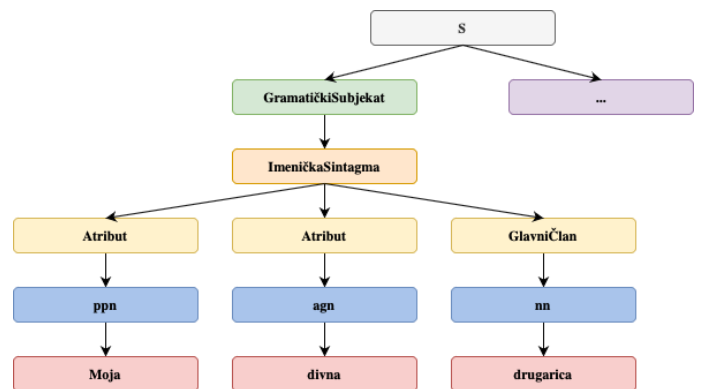 S
GramatičkiSubjekat
...
ImeničkaSintagma
Atribut
Atribut
GlavniČlan
ppn
agn
nn
Moja
divna
drugarica